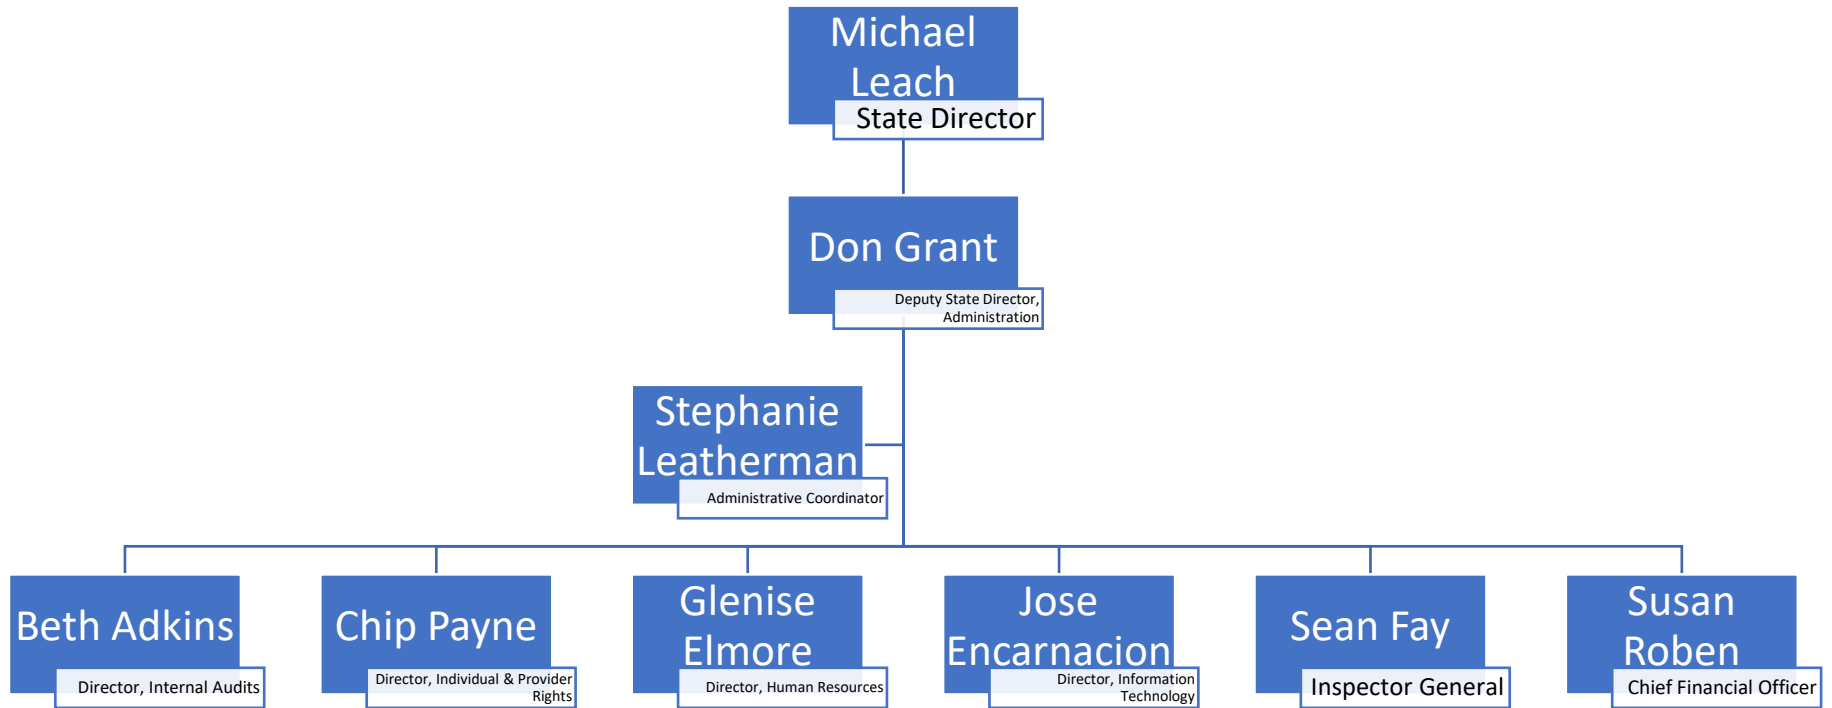 Michael
Leach
State Director
Don Grant
Deputy State Director,
Administration
Stephanie
Leatherman
Administrative Coordinator
Beth Adkins
Director, Internal Audits
Chip Payne
Director, Individual & Provider
Rights
Glenise
Elmore
Director, Human Resources
Jose
Encarnacion
Director, Information
Technology
Sean Fay
Inspector General
Susan
Roben
Chief Financial Officer